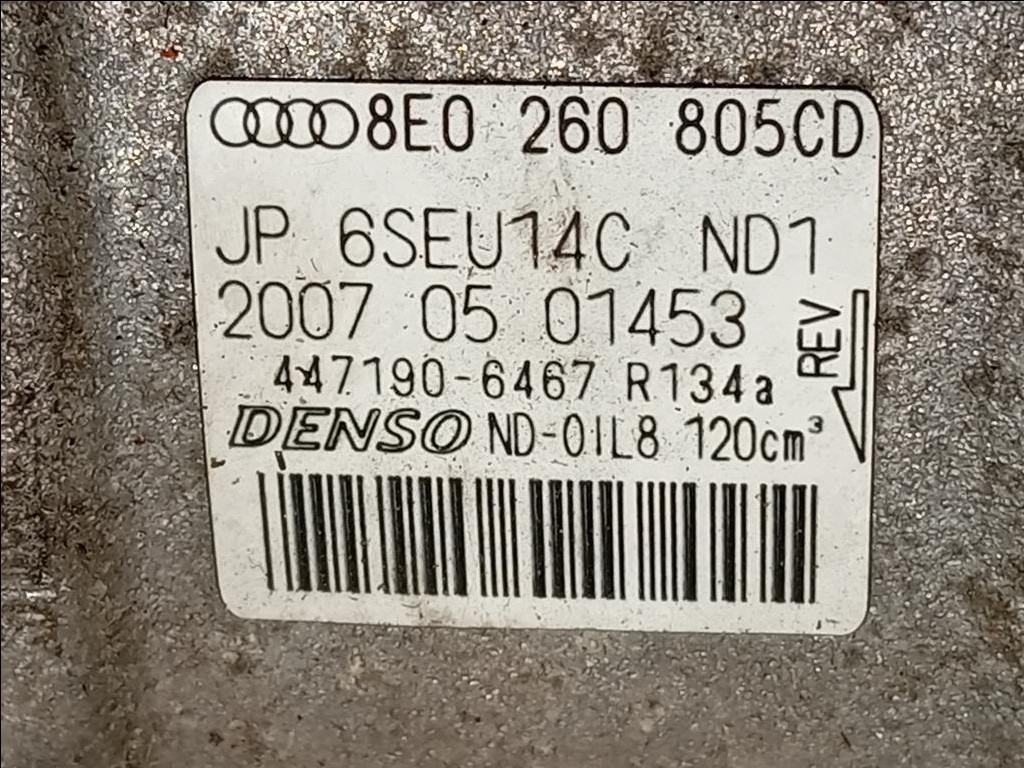 8E0 260 805CD
JP 6SEU14C ND1
2007 05 01453
447190-6467 R134a
DENSO ND-OIL8 120cm³
REV